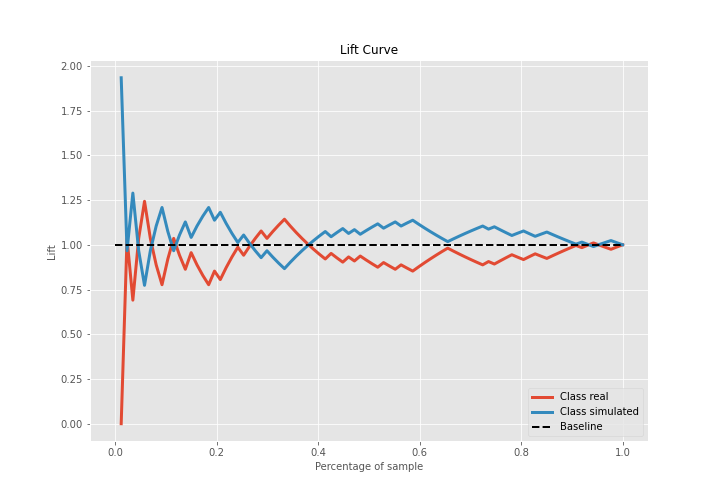 Lift Curve
2.00
1.75
1.50
1.25
1.00
0.75
0.50
0.25
0.00
Lift
0.0 0.2 0.4 0.6 0.8 1.0
Percentage of sample
Class real
Class simulated
Baseline